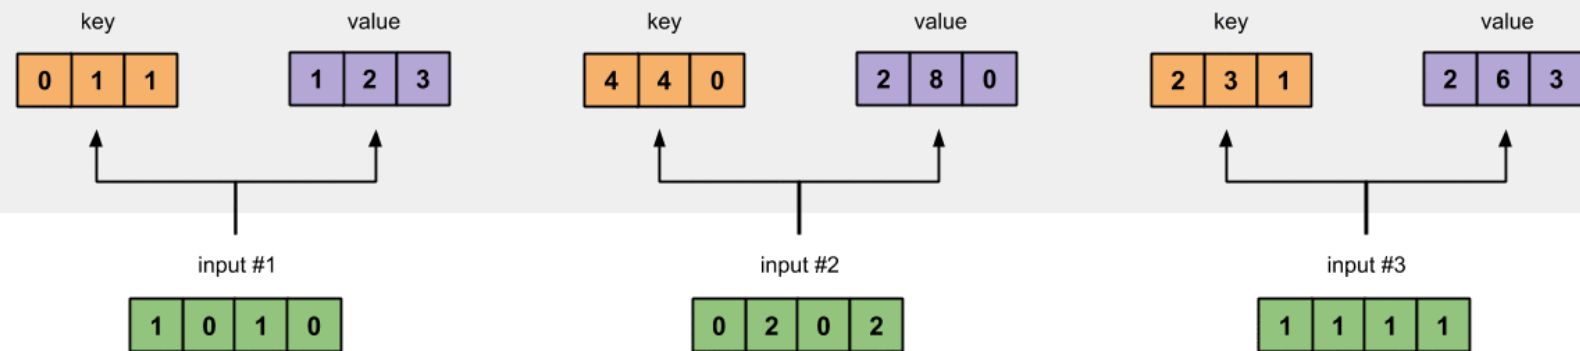 key value key value key value
0 1 1 1 2 3 4 4 0 2 8 0 2 3 1 2 6 3
input #1 input #2 input #3
1 0 1 0 0 2 0 2 1 1 1 1